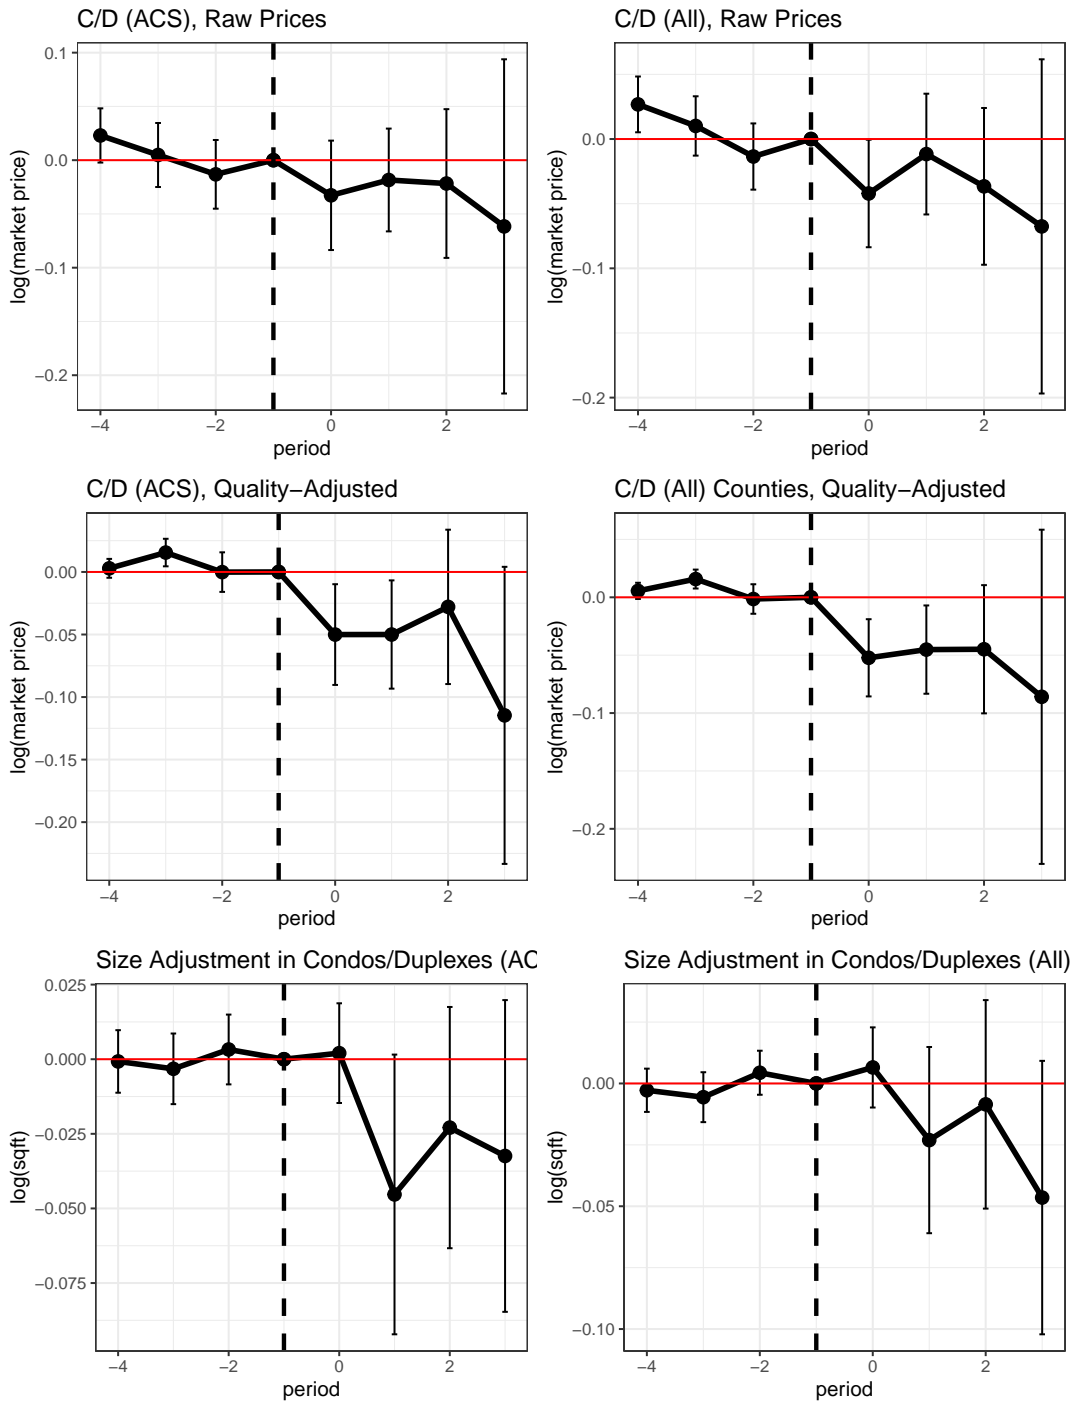 C/D (ACS), Raw Prices
log(market price)
0.1
0.0
−0.1
−0.2
−4
−2
0
2
period
C/D (All), Raw Prices
log(market price)
0.0
−0.1
−0.2
−4
−2
0
2
period
C/D (ACS), Quality−Adjusted
log(market price)
0.00
−0.05
−0.10
−0.15
−0.20
−4
−2
0
2
period
C/D (All) Counties, Quality−Adjusted
log(market price)
0.0
−0.1
−0.2
−4
−2
0
2
period
Size Adjustment in Condos/Duplexes (AC
log(sqft)
0.025
0.000
−0.025
−0.050
−0.075
−4
−2
0
2
period
Size Adjustment in Condos/Duplexes (All)
log(sqft)
0.00
−0.05
−0.10
−4
−2
0
2
period